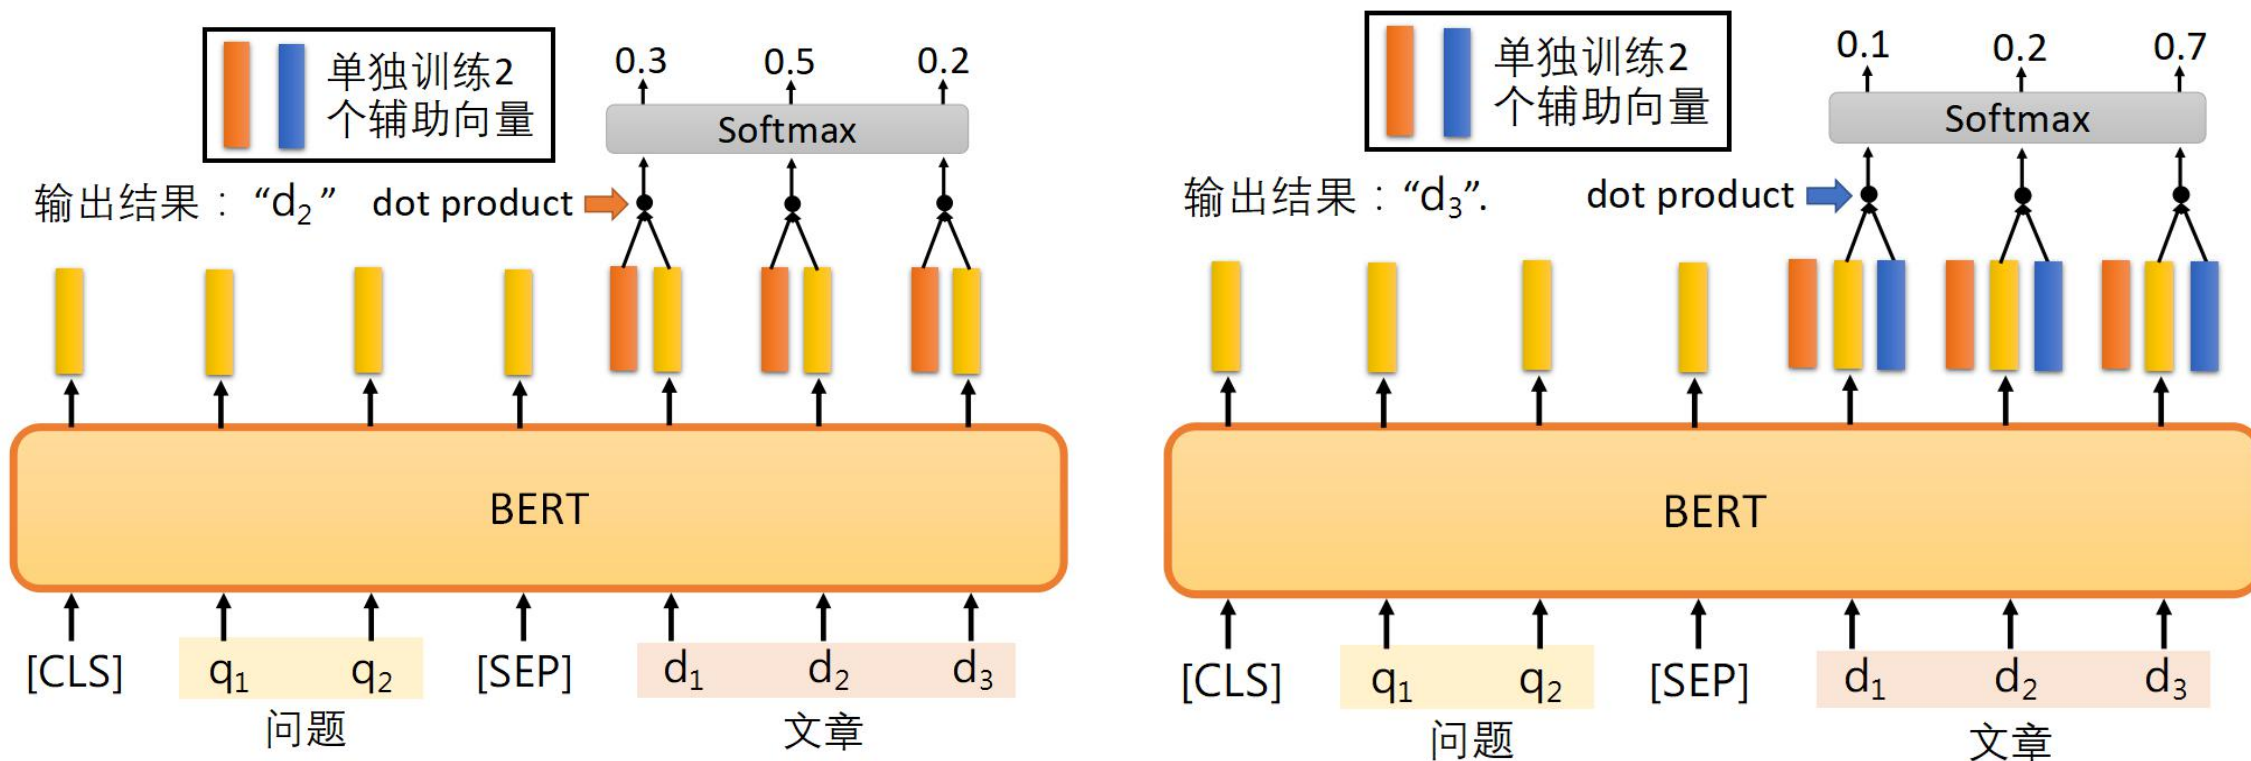 单独训练2
个辅助向量
0.3 0.5 0.2
Softmax
输出结果： “d₂” dot product
BERT
[CLS] q₁ q₂ [SEP] d₁ d₂ d₃
问题 文章
单独训练2
个辅助向量
0.1 0.2 0.7
Softmax
输出结果： “d₃”. dot product
BERT
[CLS] q₁ q₂ [SEP] d₁ d₂ d₃
问题 文章